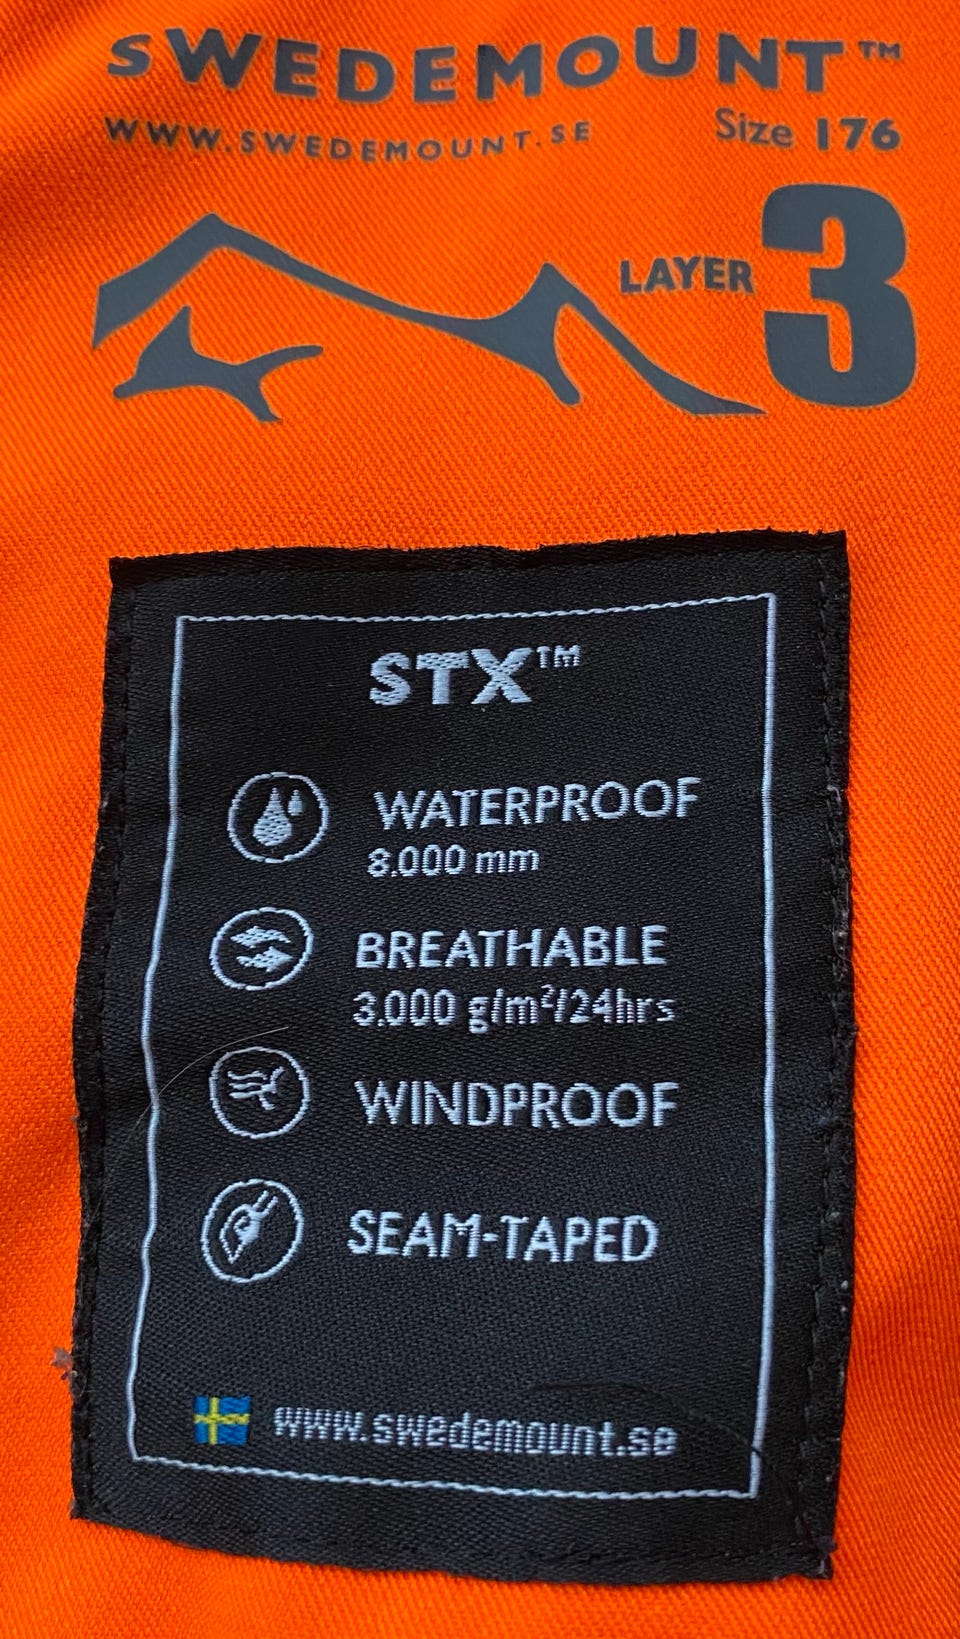 SWEDEMOUNT™
WWW.SWEDEMOUNT.SE
Size 176
LAYER 3
STX™
WATERPROOF
8.000 mm
BREATHABLE
3.000 g/m²/24hrs
WINDPROOF
SEAM-TAPED
www.swedemount.se